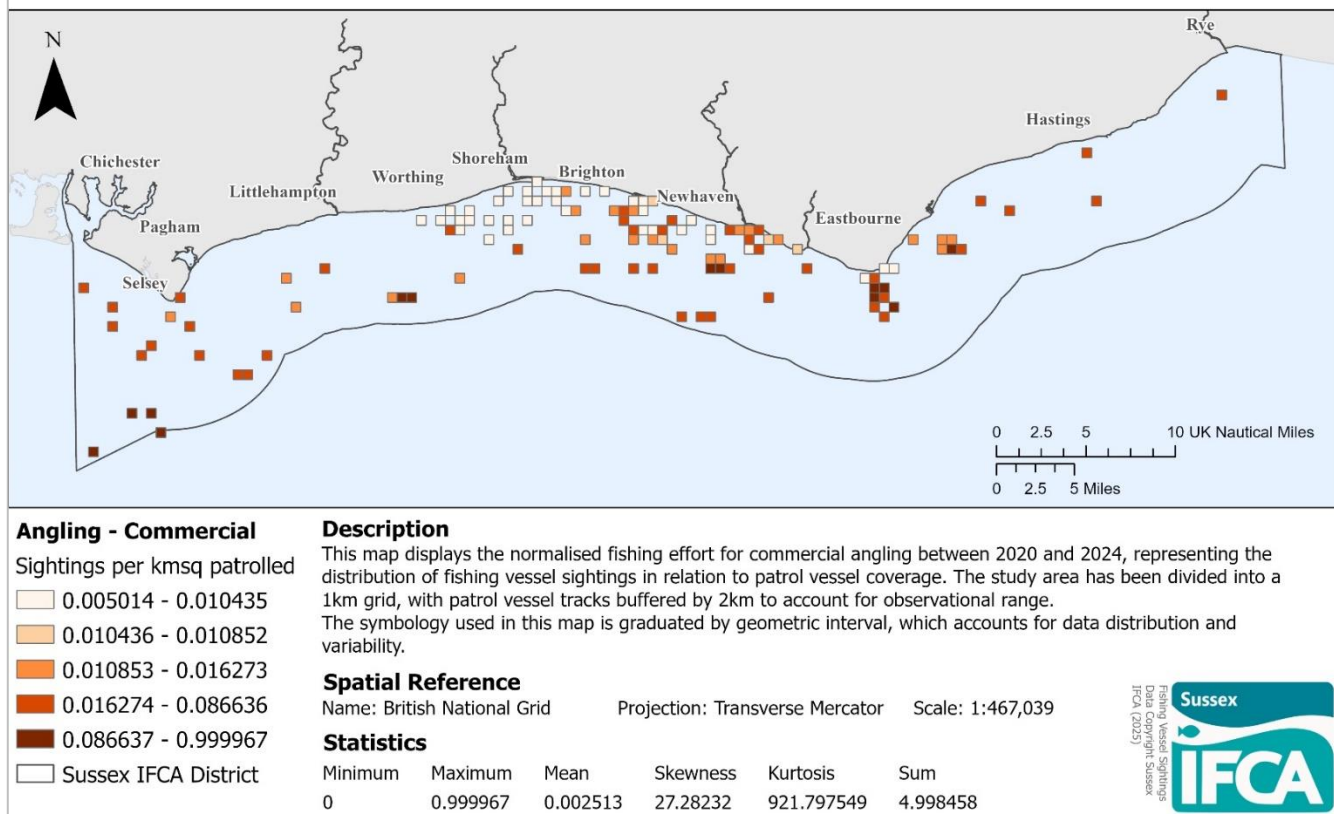 N
Rye
Hastings
Chichester
Shoreham
Brighton
Worthing
Littlehampton
Newhaven
Pagham
Eastbourne
Selsey
0 2.5 5 10 UK Nautical Miles
0 2.5 5 Miles
Angling - Commercial
Sightings per kmsq patrolled
0.005014 - 0.010435
0.010436 - 0.010852
0.010853 - 0.016273
0.016274 - 0.086636
0.086637 - 0.999967
Sussex IFCA District
Description
This map displays the normalised fishing effort for commercial angling between 2020 and 2024, representing the
distribution of fishing vessel sightings in relation to patrol vessel coverage. The study area has been divided into a
1km grid, with patrol vessel tracks buffered by 2km to account for observational range.
The symbology used in this map is graduated by geometric interval, which accounts for data distribution and
variability.
Spatial Reference
Name: British National Grid Projection: Transverse Mercator Scale: 1:467,039
Statistics
Minimum Maximum Mean Skewness Kurtosis Sum
0 0.999967 0.002513 27.28232 921.797549 4.998458
Fishing Vessel Sightings
Data Copyright Sussex
IFCA (2025)
Sussex
IFCA